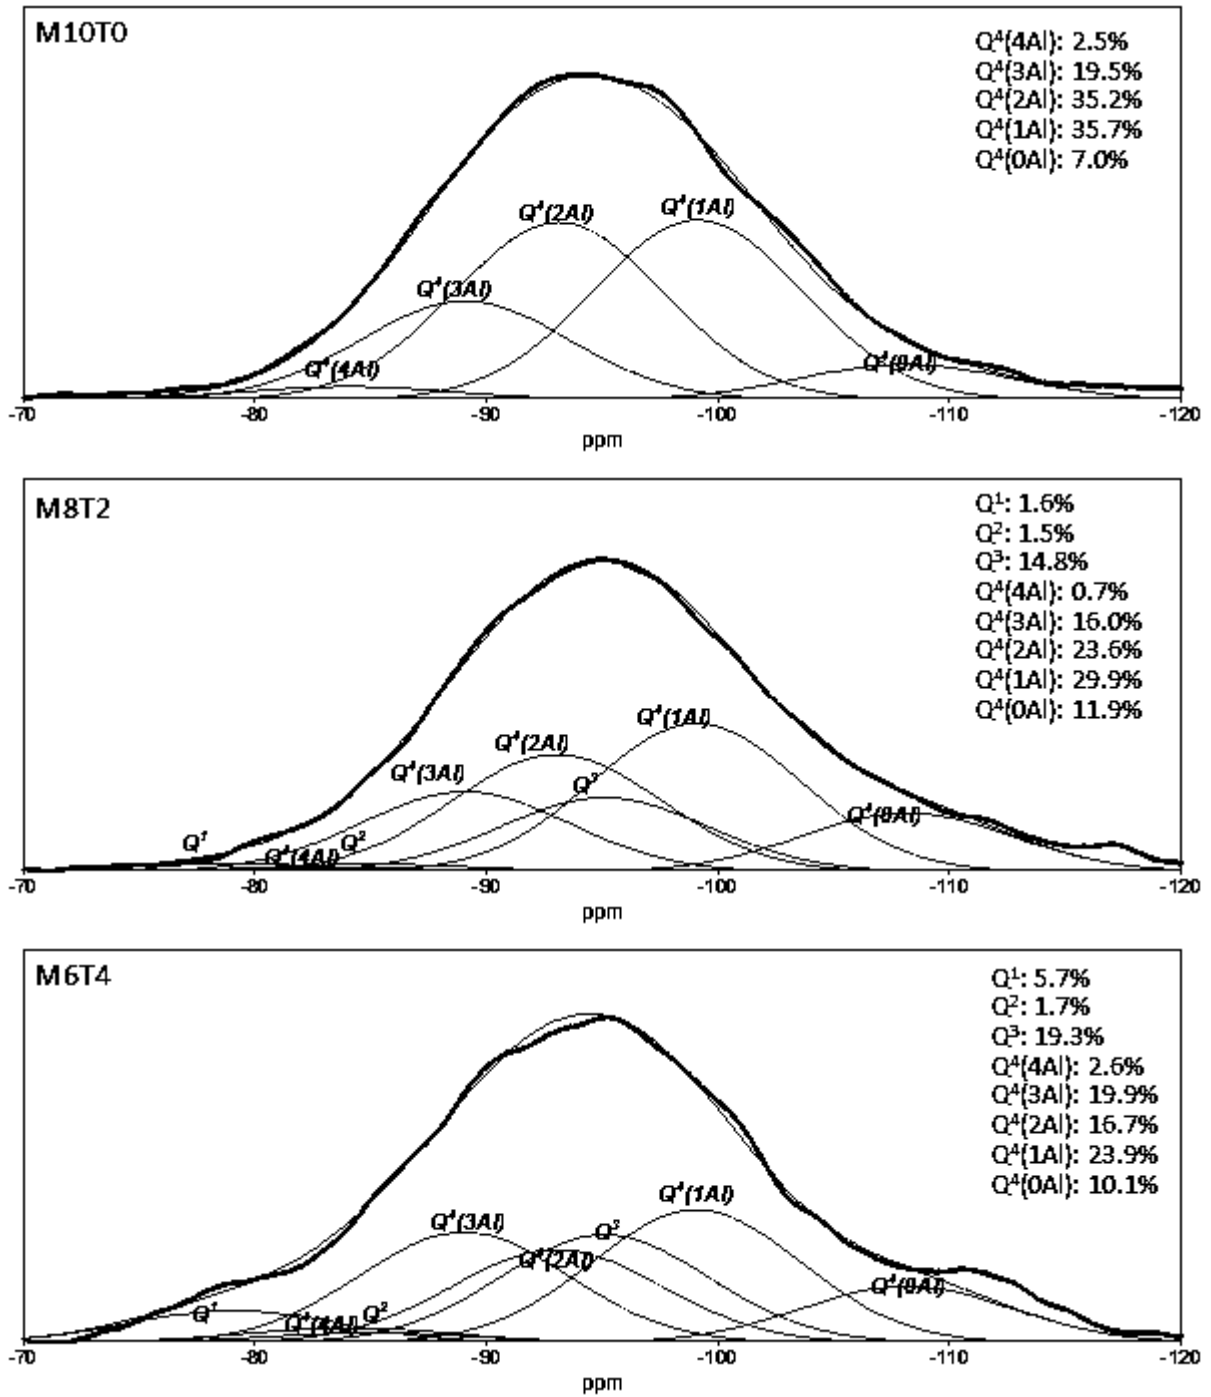 M10T0
Q⁴(4Al): 2.5%
Q⁴(3Al): 19.5%
Q⁴(2Al): 35.2%
Q⁴(1Al): 35.7%
Q⁴(0Al): 7.0%
Q⁴(2Al)
Q⁴(1Al)
Q⁴(3Al)
Q⁴(4Al)
Q⁴(0Al)
-70 -80 -90 -100 -110 -120
ppm
M8T2
Q¹: 1.6%
Q²: 1.5%
Q³: 14.8%
Q⁴(4Al): 0.7%
Q⁴(3Al): 16.0%
Q⁴(2Al): 23.6%
Q⁴(1Al): 29.9%
Q⁴(0Al): 11.9%
Q⁴(1Al)
Q⁴(2Al)
Q⁴(3Al)
Q³
Q⁴(0Al)
Q¹
Q²
Q⁴(4Al)
-70 -80 -90 -100 -110 -120
ppm
M6T4
Q¹: 5.7%
Q²: 1.7%
Q³: 19.3%
Q⁴(4Al): 2.6%
Q⁴(3Al): 19.9%
Q⁴(2Al): 16.7%
Q⁴(1Al): 23.9%
Q⁴(0Al): 10.1%
Q⁴(1Al)
Q⁴(3Al)
Q³
Q⁴(2Al)
Q⁴(0Al)
Q¹
Q²
Q⁴(4Al)
-70 -80 -90 -100 -110 -120
ppm